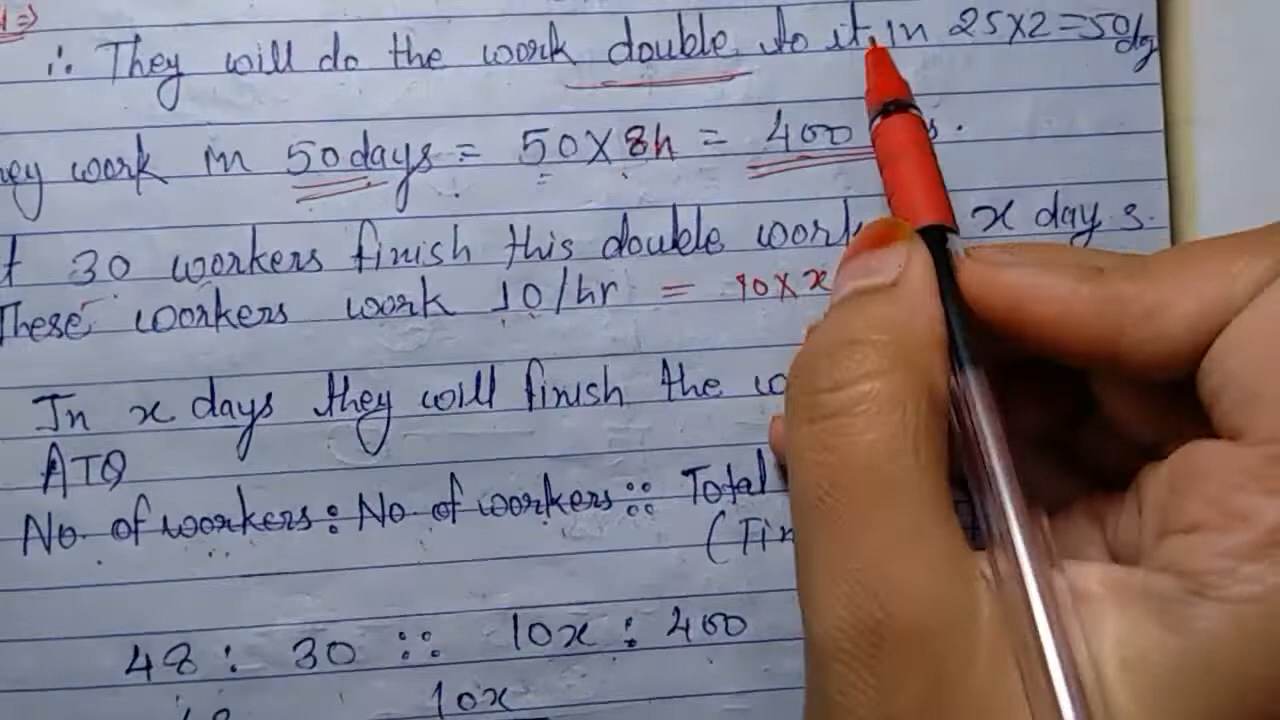 ∴ They will do the work double to it in 25×2=50
work in 50 days = 50×8h = 400
30 workers finish this double work x days.
These workers work 10/hr = 10×x
In x days they will finish the
ATQ
No. of workers : No of workers :: Total
48 : 30 :: 10x : 400
10x